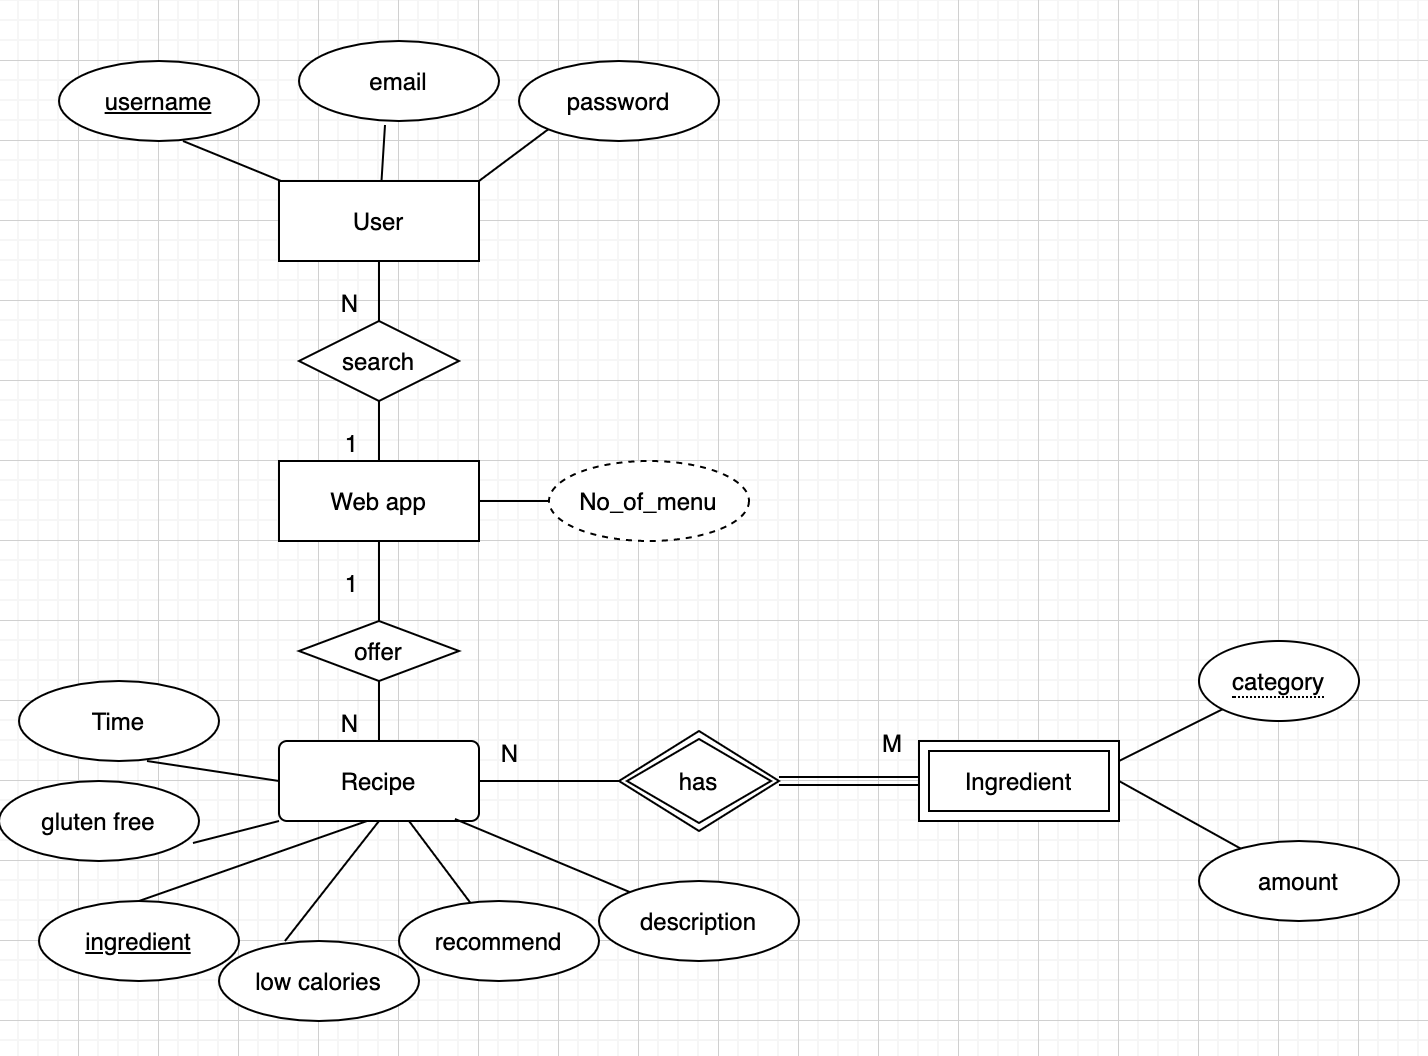 email
username
password
User
N
search
1
Web app
No_of_menu
1
offer
category
Time
N
N
M
Recipe
has
Ingredient
gluten free
amount
ingredient
recommend
description
low calories